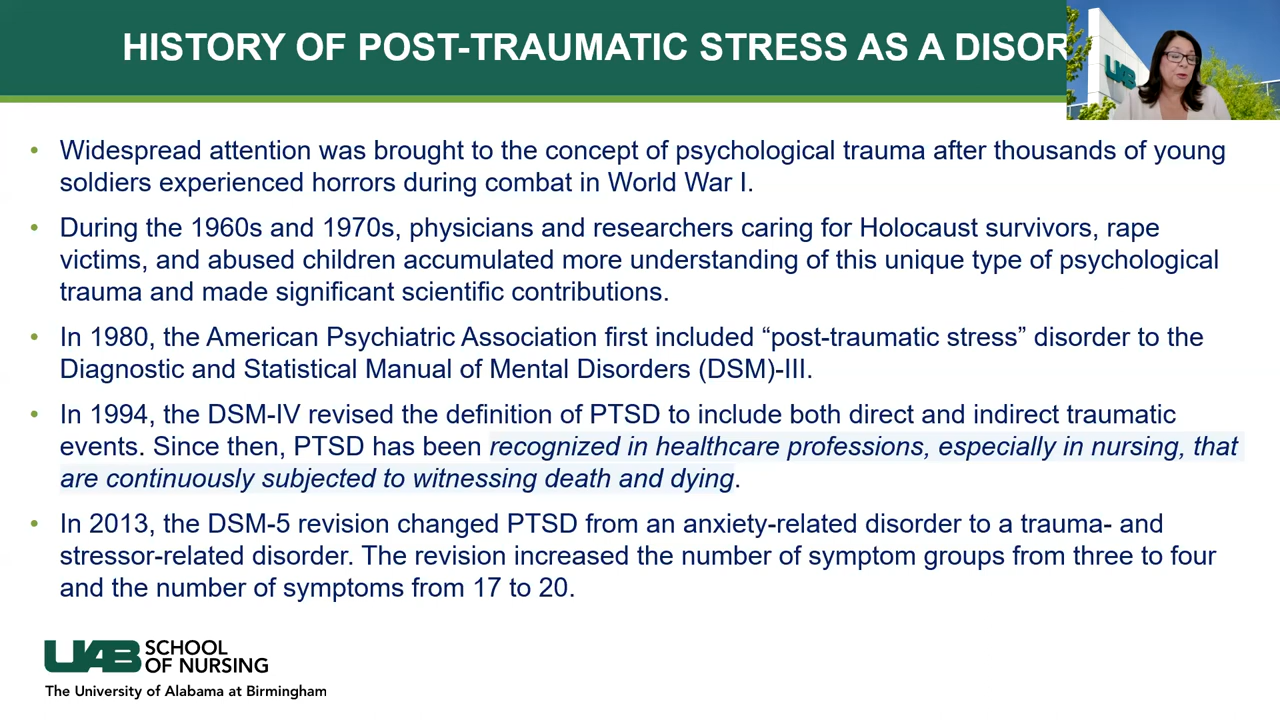 HISTORY OF POST-TRAUMATIC STRESS AS A DISOR
UAB
• Widespread attention was brought to the concept of psychological trauma after thousands of young
soldiers experienced horrors during combat in World War I.
• During the 1960s and 1970s, physicians and researchers caring for Holocaust survivors, rape
victims, and abused children accumulated more understanding of this unique type of psychological
trauma and made significant scientific contributions.
• In 1980, the American Psychiatric Association first included “post-traumatic stress” disorder to the
Diagnostic and Statistical Manual of Mental Disorders (DSM)-III.
• In 1994, the DSM-IV revised the definition of PTSD to include both direct and indirect traumatic
events. Since then, PTSD has been recognized in healthcare professions, especially in nursing, that
are continuously subjected to witnessing death and dying.
• In 2013, the DSM-5 revision changed PTSD from an anxiety-related disorder to a trauma- and
stressor-related disorder. The revision increased the number of symptom groups from three to four
and the number of symptoms from 17 to 20.
UAB SCHOOL
OF NURSING
The University of Alabama at Birmingham